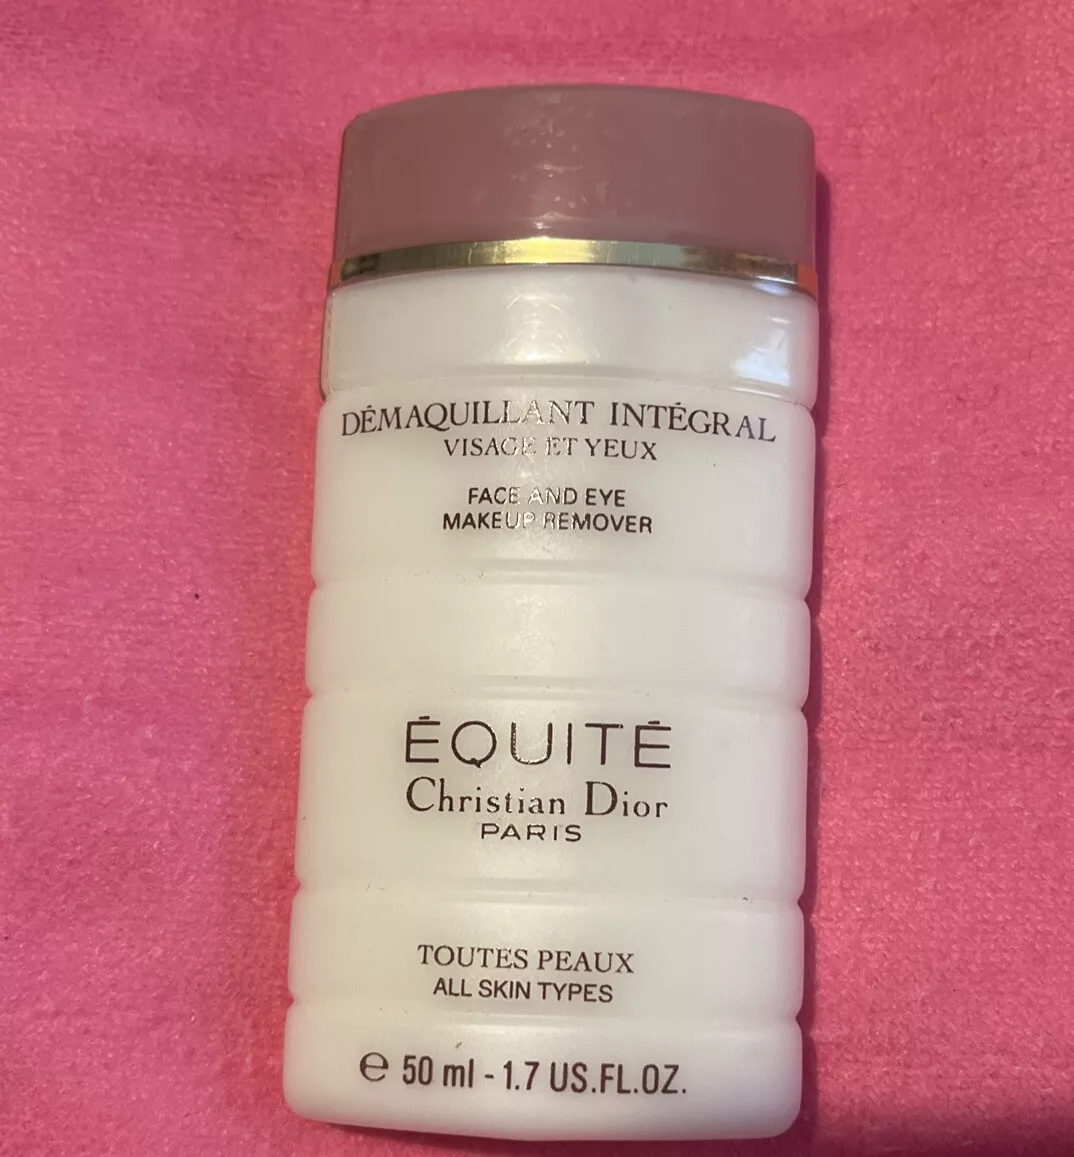 DÉMAQUILLANT INTÉGRAL
VISAGE ET YEUX
FACE AND EYE
MAKEUP REMOVER
ÉQUITÉ
Christian Dior
PARIS
TOUTES PEAUX
ALL SKIN TYPES
℮ 50 ml - 1.7 US.FL.OZ.